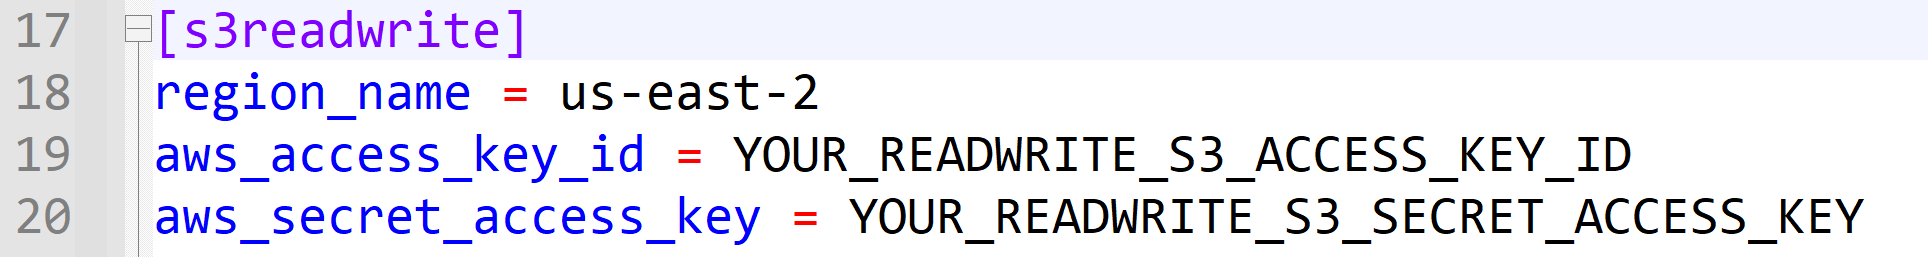 17 [s3readwrite]
18 region_name = us-east-2
19 aws_access_key_id = YOUR_READWRITE_S3_ACCESS_KEY_ID
20 aws_secret_access_key = YOUR_READWRITE_S3_SECRET_ACCESS_KEY